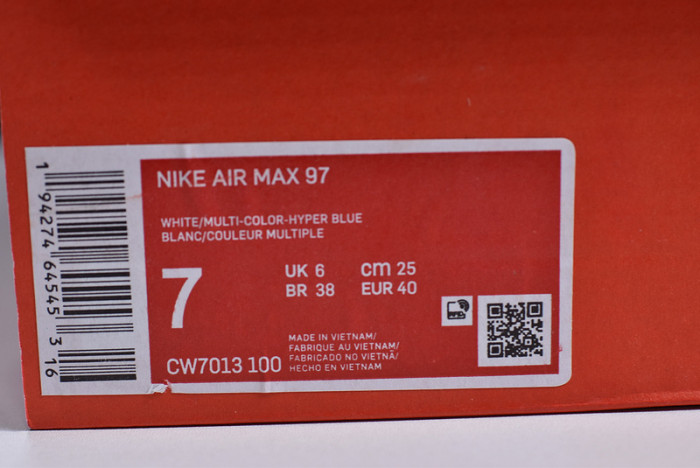 NIKE AIR MAX 97
WHITE/MULTI-COLOR-HYPER BLUE
BLANC/COULEUR MULTIPLE
7
UK 6 cm 25
BR 38 EUR 40
CW7013 100
MADE IN VIETNAM/
FABRIQUE AU VIETNAM/
FABRICADO NO VIETNÃ/
HECHO EN VIETNAM
1 94274 64545 3 16